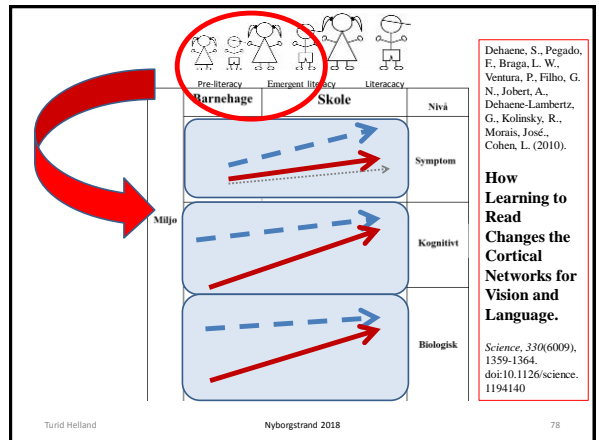 Pre-literacy Emergent literacy Literacacy
Barnehage Skole Nivå
Symptom
Miljø
Kognitivt
Biologisk
Dehaene, S., Pegado,
F., Braga, L. W.,
Ventura, P., Filho, G.
N., Jobert, A.,
Dehaene-Lambertz,
G., Kolinsky, R.,
Morais, José.,
Cohen, L. (2010).
How
Learning to
Read
Changes the
Cortical
Networks for
Vision and
Language.
Science, 330(6009),
1359-1364.
doi:10.1126/science.
1194140
Turid Helland Nyborgstrand 2018 78